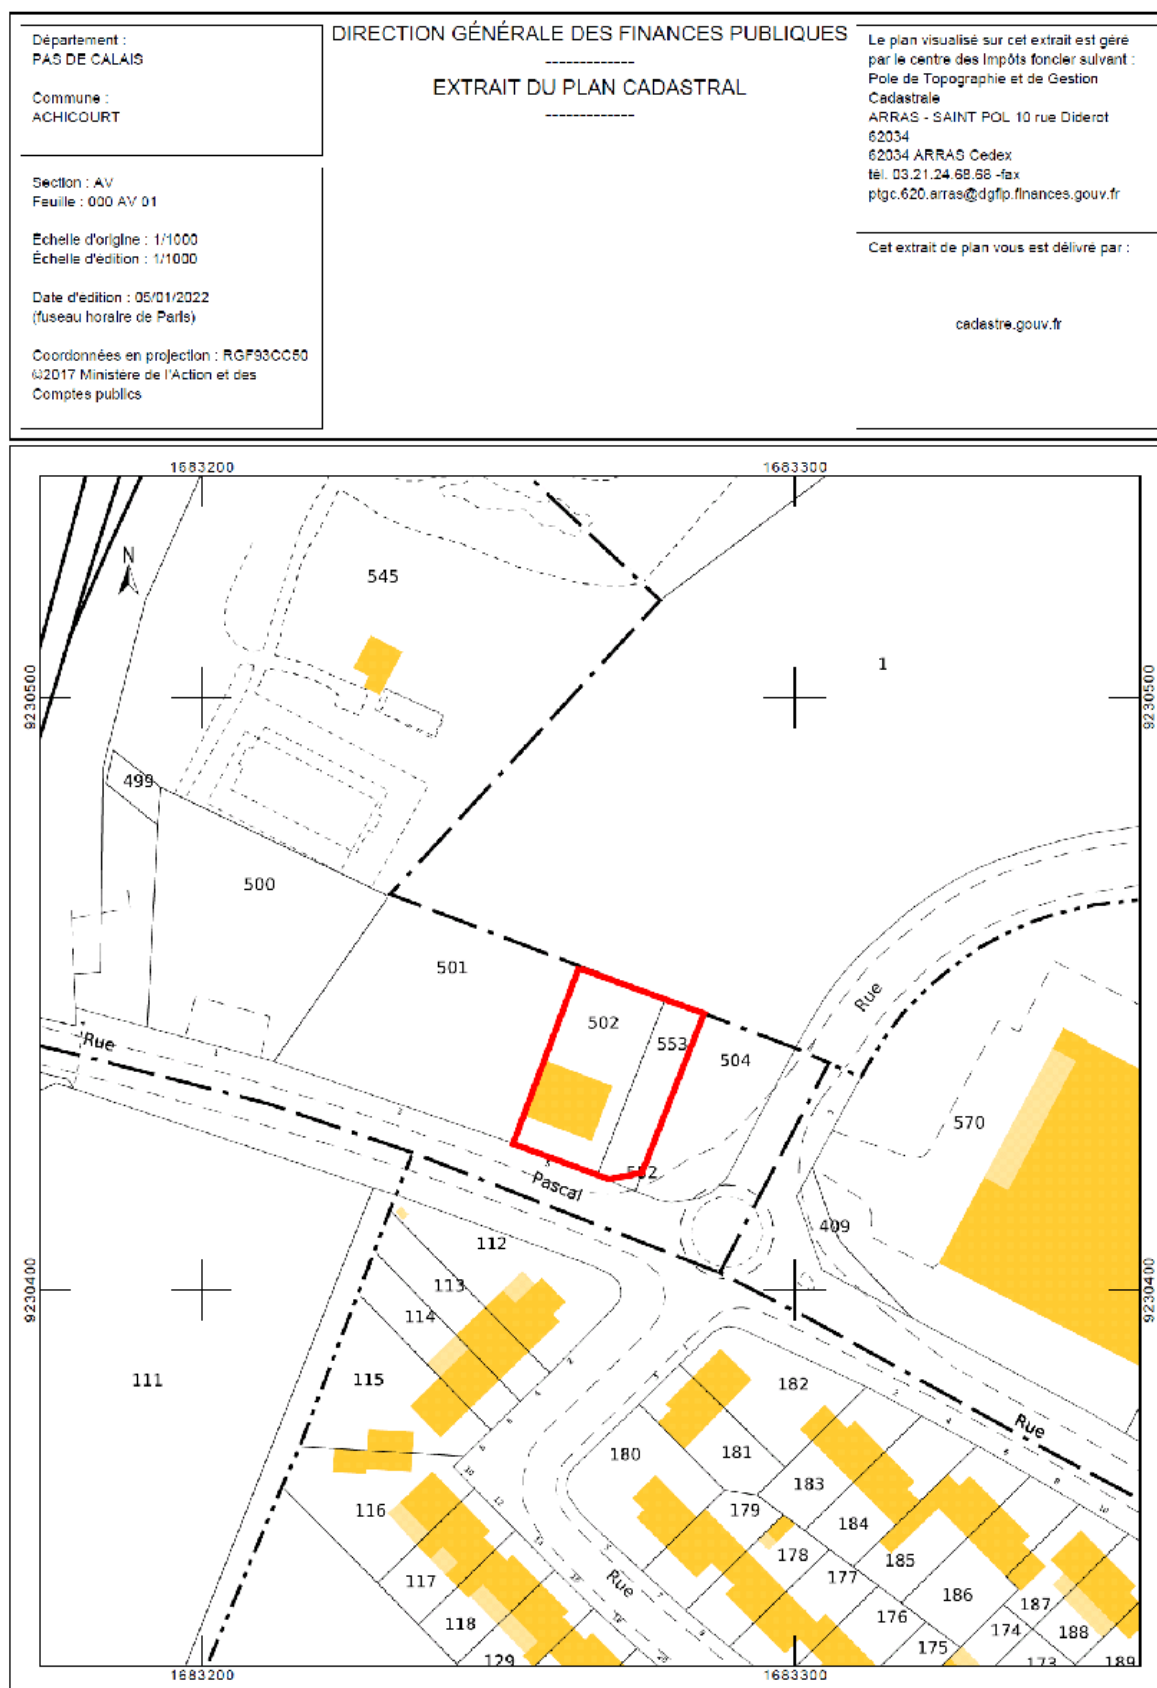 Département :
PAS DE CALAIS
Commune :
ACHICOURT
Section : AV
Feuille : 000 AV 01
Échelle d'origine : 1/1000
Échelle d'édition : 1/1000
Date d'édition : 05/01/2022
(fuseau horaire de Paris)
Coordonnées en projection : RGF93CC50
©2017 Ministère de l'Action et des
Comptes publics
DIRECTION GÉNÉRALE DES FINANCES PUBLIQUES
-------------
EXTRAIT DU PLAN CADASTRAL
-------------
Le plan visualisé sur cet extrait est géré
par le centre des impôts foncier suivant :
Pole de Topographie et de Gestion
Cadastrale
ARRAS - SAINT POL 10 rue Diderot
62034
62034 ARRAS Cedex
tél. 03.21.24.68.68 -fax
ptgc.620.arras@dgfip.finances.gouv.fr
Cet extrait de plan vous est délivré par :
cadastre.gouv.fr
1683200
1683300
N
545
1
9230500
9230500
499
500
501
Rue
502
553
504
Rue
570
552
Pascal
409
112
113
114
9230400
9230400
111
115
182
Rue
180
181
183
116
179
184
178
185
117
Rue
177
186
187
118
176
174
188
129
175
173
189
1683200
1683300